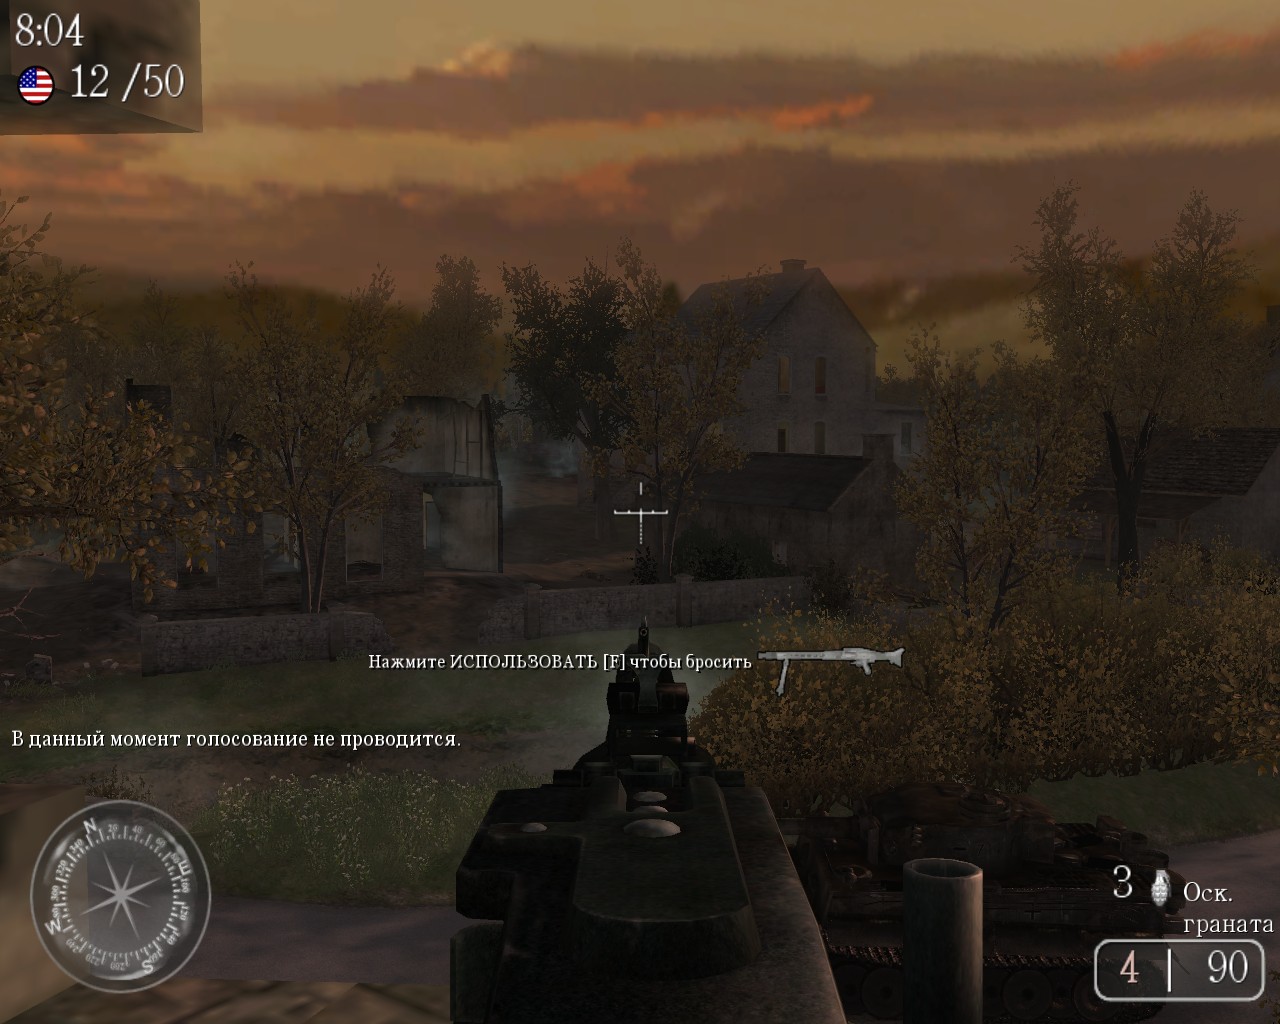 8:04
12 /50
Нажмите ИСПОЛЬЗОВАТЬ [F] чтобы бросить
В данный момент голосование не проводится.
N
E
W
S
3 Оск.
граната
4 | 90